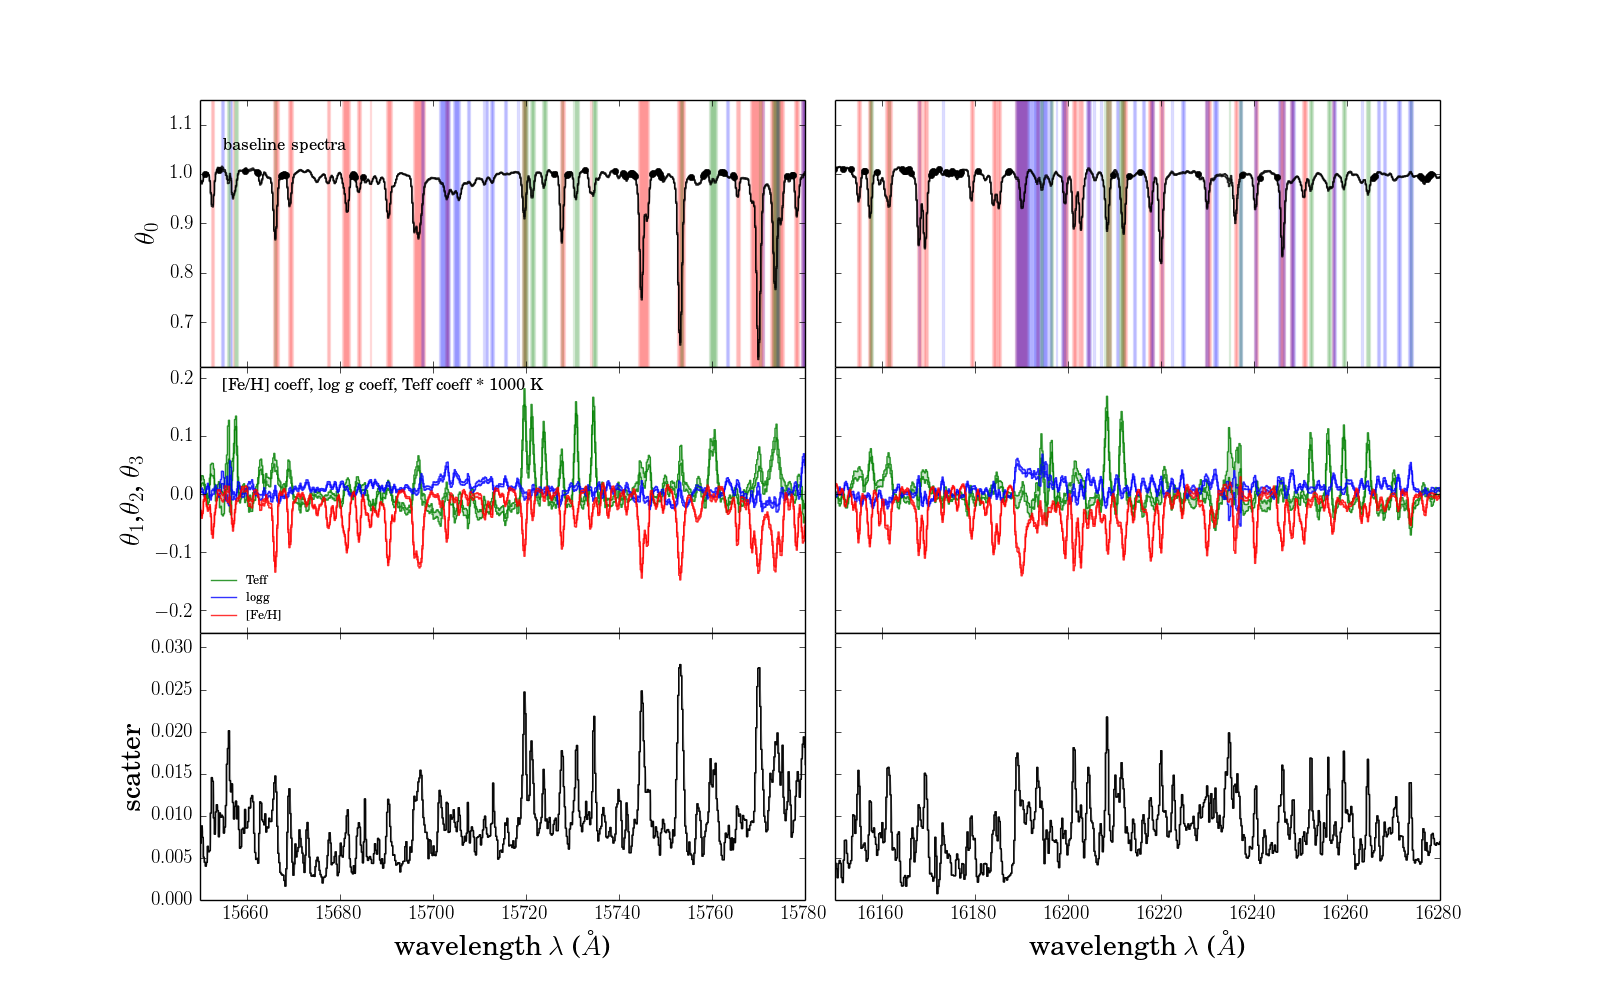 1.1
baseline spectra
1.0
0.9
θ0
0.8
0.7
0.2
[Fe/H] coeff, log g coeff, Teff coeff * 1000 K
0.1
θ1,θ2, θ3
0.0
−0.1
Teff
logg
−0.2
[Fe/H]
0.030
0.025
0.020
scatter
0.015
0.010
0.005
0.000
15660 15680 15700 15720 15740 15760 15780
16160 16180 16200 16220 16240 16260 16280
wavelength λ (Å)
wavelength λ (Å)